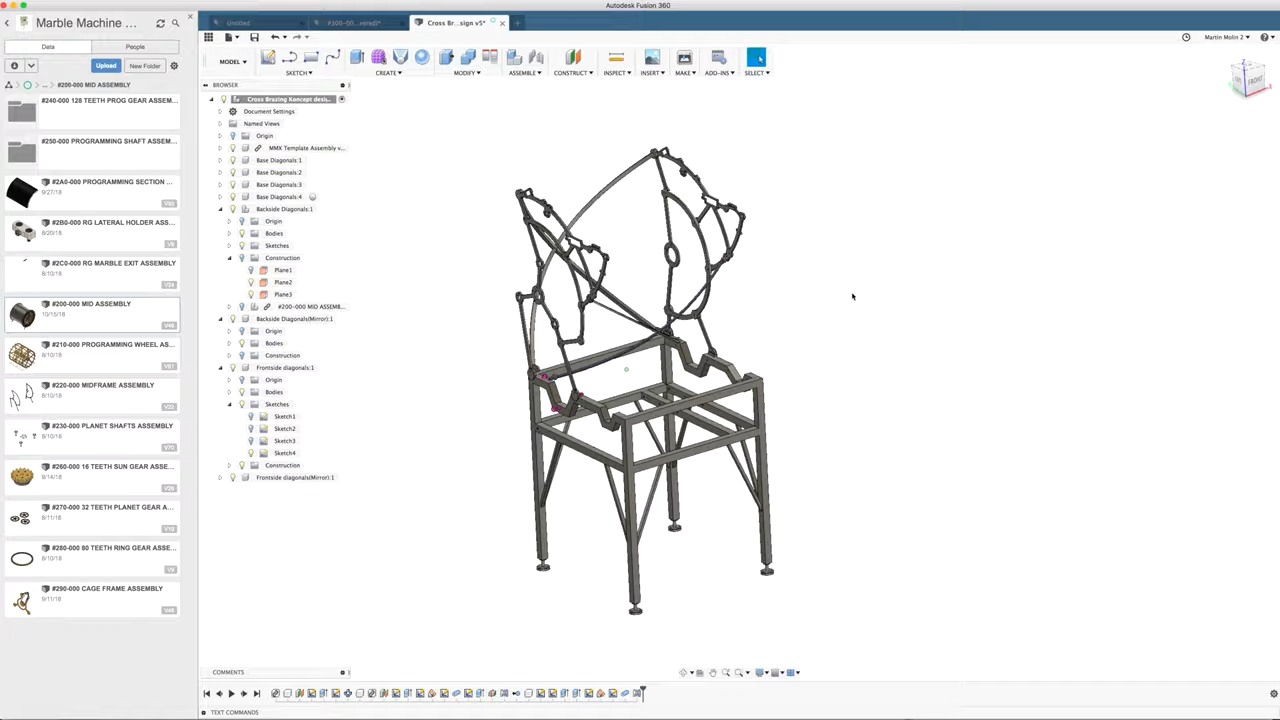 Autodesk Fusion 360
Marble Machine ...
Untitled
Cross Br...sign v5*
Data
People
Upload
New Folder
#200-000 MID ASSEMBLY
#240-000 128 TEETH PROG GEAR ASSEM...
#250-000 PROGRAMMING SHAFT ASSEM...
#2A0-000 PROGRAMMING SECTION ...
9/27/18
#2B0-000 RG LATERAL HOLDER ASS...
8/20/18
#2C0-000 RG MARBLE EXIT ASSEMBLY
8/10/18
#200-000 MID ASSEMBLY
10/15/18
#210-000 PROGRAMMING WHEEL AS...
8/10/18
#220-000 MIDFRAME ASSEMBLY
8/10/18
#230-000 PLANET SHAFTS ASSEMBLY
8/10/18
#260-000 16 TEETH SUN GEAR ASSE...
8/14/18
#270-000 32 TEETH PLANET GEAR A...
8/11/18
#280-000 80 TEETH RING GEAR ASSE...
8/10/18
#290-000 CAGE FRAME ASSEMBLY
9/11/18
Martin Molin 2
MODEL
SKETCH
CREATE
MODIFY
ASSEMBLE
CONSTRUCT
INSPECT
INSERT
MAKE
ADD-INS
SELECT
BROWSER
Cross Brazing Koncept desi...
Document Settings
Named Views
Origin
MMX Template Assembly v...
Base Diagonals:1
Base Diagonals:2
Base Diagonals:3
Base Diagonals:4
Backside Diagonals:1
Origin
Bodies
Sketches
Construction
Plane1
Plane2
Plane3
#200-000 MID ASSEMB...
Backside Diagonals(Mirror):1
Origin
Bodies
Construction
Frontside diagonals:1
Origin
Bodies
Sketches
Sketch1
Sketch2
Sketch3
Sketch4
Construction
Frontside diagonals(Mirror):1
FRONT
COMMENTS
TEXT COMMANDS